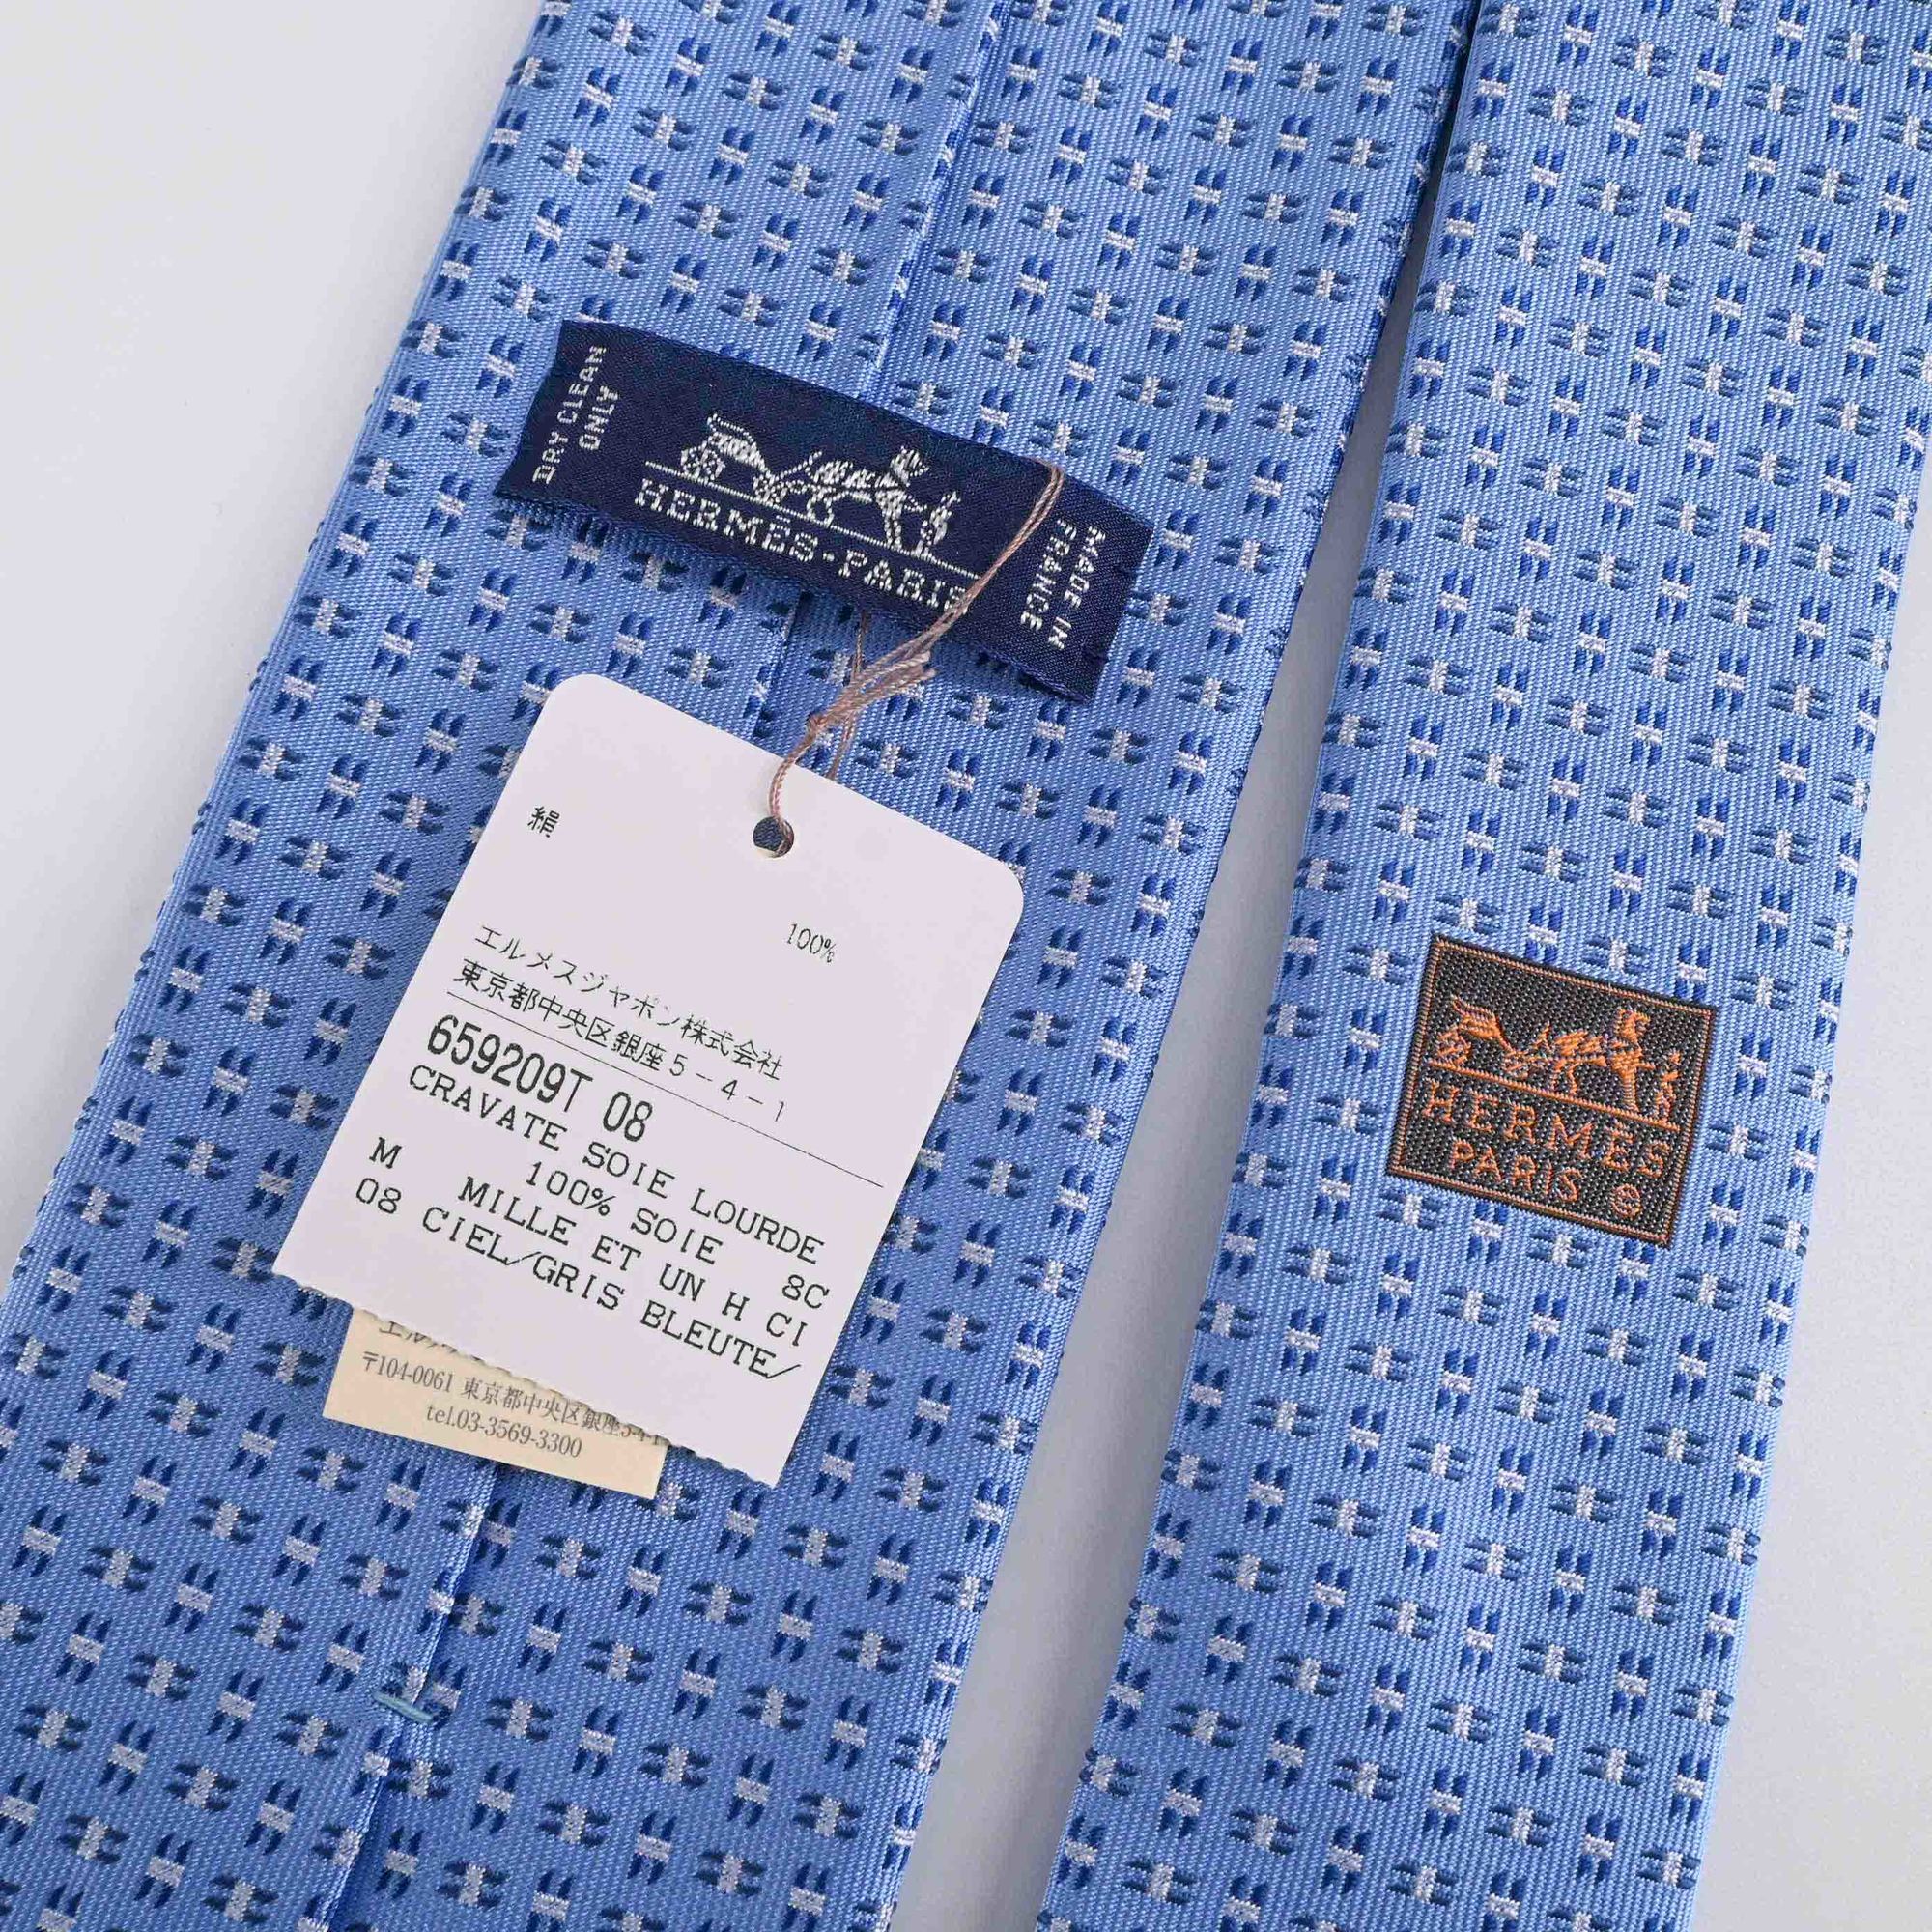 DRY CLEAN
ONLY
HERMÈS-PARIS
MADE IN
FRANCE
絹
100%
エルメスジャポン株式会社
東京都中央区銀座5-4-1
659209T 08
CRAVATE SOIE LOURDE
100% SOIE 8C
M MILLE ET UN H CI
08 CIEL/GRIS BLEUTE/
〒104-0061 東京都中央区銀座5-4-1
tel.03-3569-3300
HERMÈS
PARIS